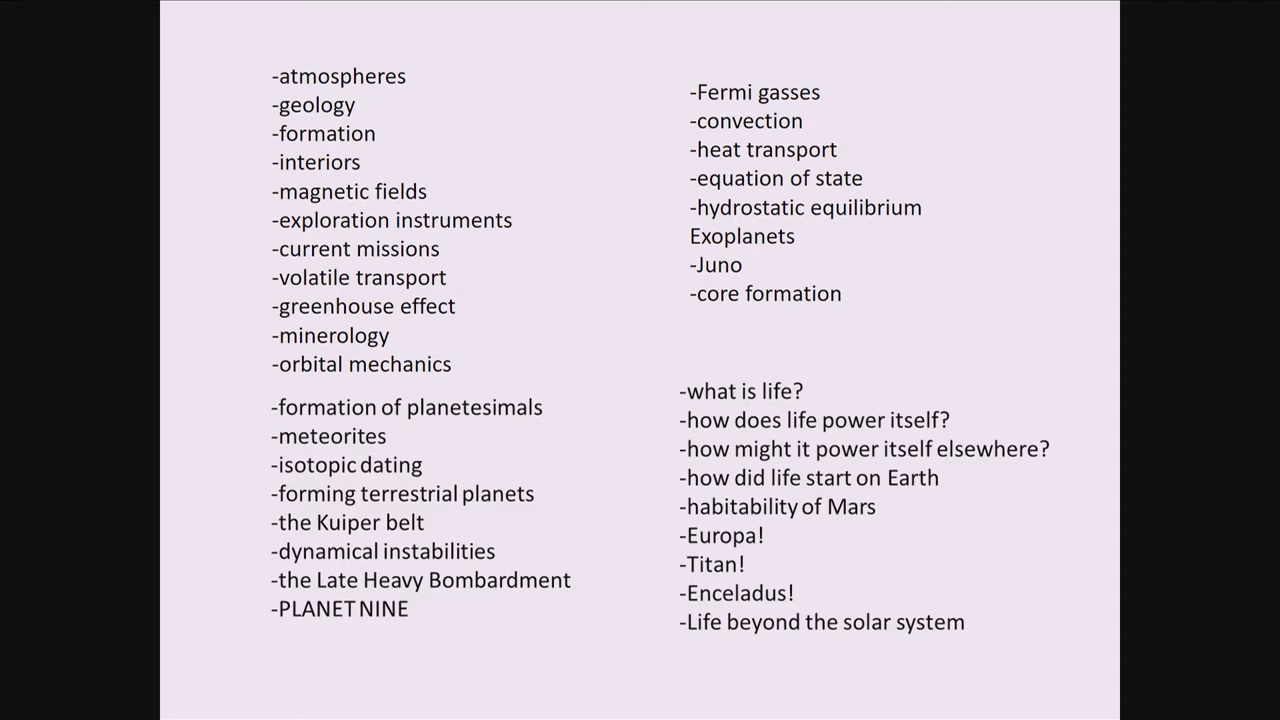 -atmospheres
-geology
-formation
-interiors
-magnetic fields
-exploration instruments
-current missions
-volatile transport
-greenhouse effect
-minerology
-orbital mechanics
-Fermi gasses
-convection
-heat transport
-equation of state
-hydrostatic equilibrium
Exoplanets
-Juno
-core formation
-formation of planetesimals
-meteorites
-isotopic dating
-forming terrestrial planets
-the Kuiper belt
-dynamical instabilities
-the Late Heavy Bombardment
-PLANET NINE
-what is life?
-how does life power itself?
-how might it power itself elsewhere?
-how did life start on Earth
-habitability of Mars
-Europa!
-Titan!
-Enceladus!
-Life beyond the solar system